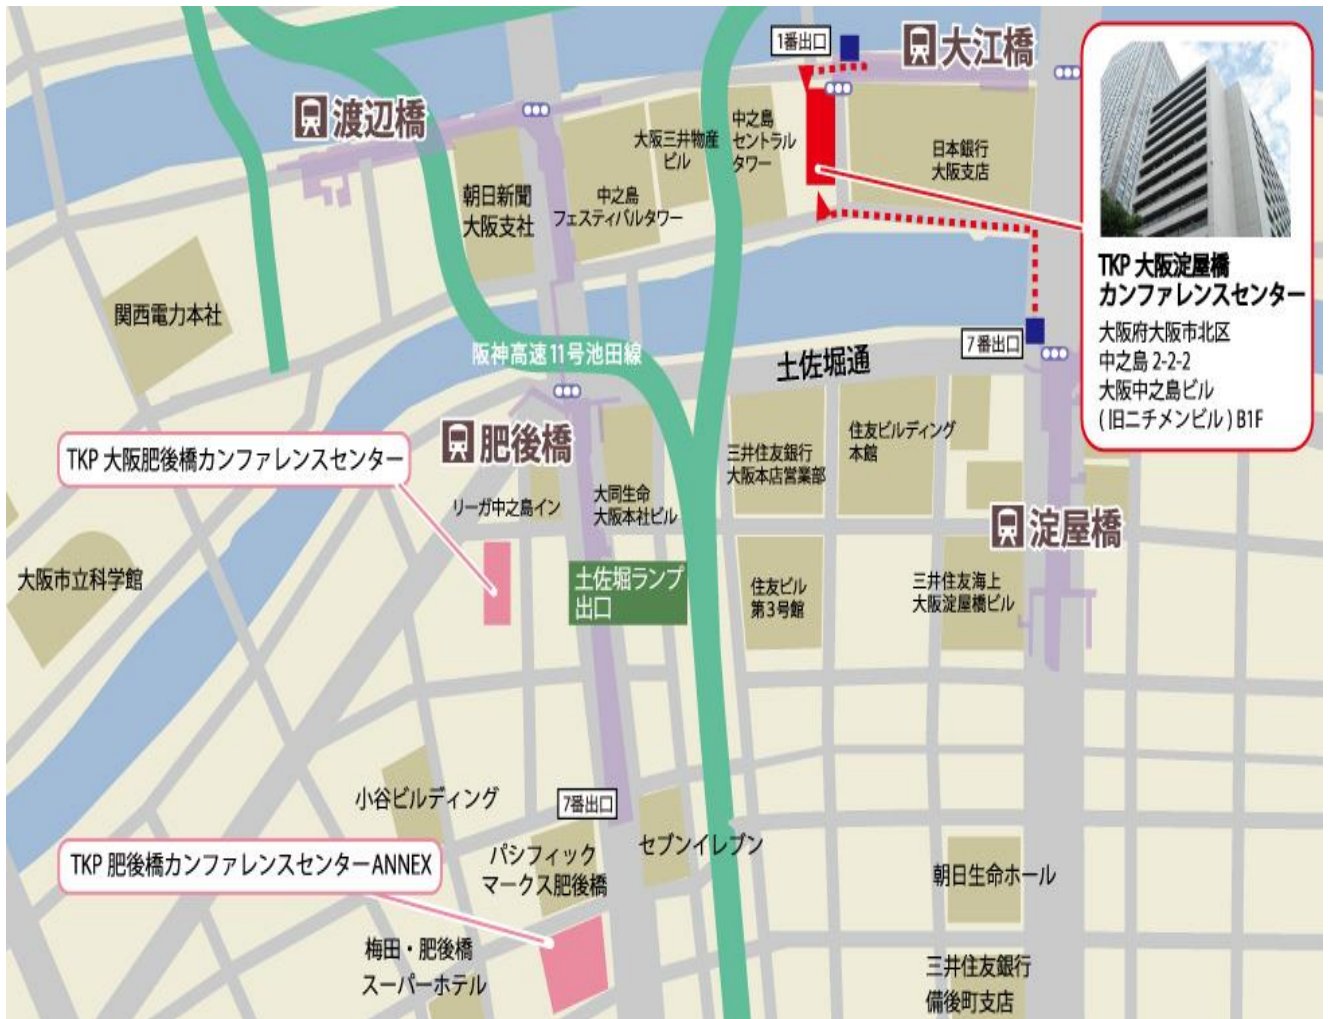 1番出口
大江橋
渡辺橋
大阪三井物産
ビル
中之島
セントラル
タワー
日本銀行
大阪支店
朝日新聞
大阪支社
中之島
フェスティバルタワー
TKP 大阪淀屋橋
カンファレンスセンター
大阪府大阪市北区
中之島 2-2-2
大阪中之島ビル
(旧ニチメンビル) B1F
関西電力本社
阪神高速11号池田線
土佐堀通
7番出口
肥後橋
TKP 大阪肥後橋カンファレンスセンター
三井住友銀行
大阪本店営業部
住友ビルディング
本館
リーガ中之島イン
大同生命
大阪本社ビル
淀屋橋
大阪市立科学館
土佐堀ランプ
出口
住友ビル
第3号館
三井住友海上
大阪淀屋橋ビル
小谷ビルディング
7番出口
パシフィック
マークス肥後橋
セブンイレブン
TKP 肥後橋カンファレンスセンターANNEX
朝日生命ホール
梅田・肥後橋
スーパーホテル
三井住友銀行
備後町支店